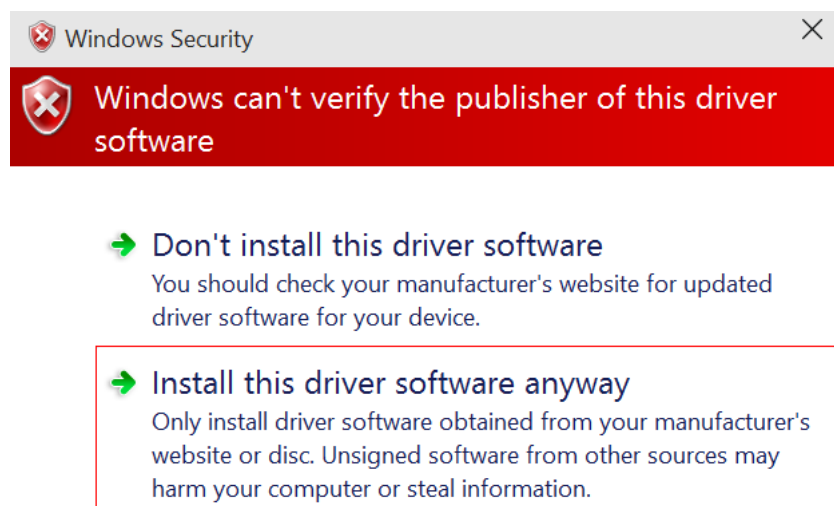 Windows Security
Windows can't verify the publisher of this driver
software
Don't install this driver software
You should check your manufacturer's website for updated
driver software for your device.
Install this driver software anyway
Only install driver software obtained from your manufacturer's
website or disc. Unsigned software from other sources may
harm your computer or steal information.